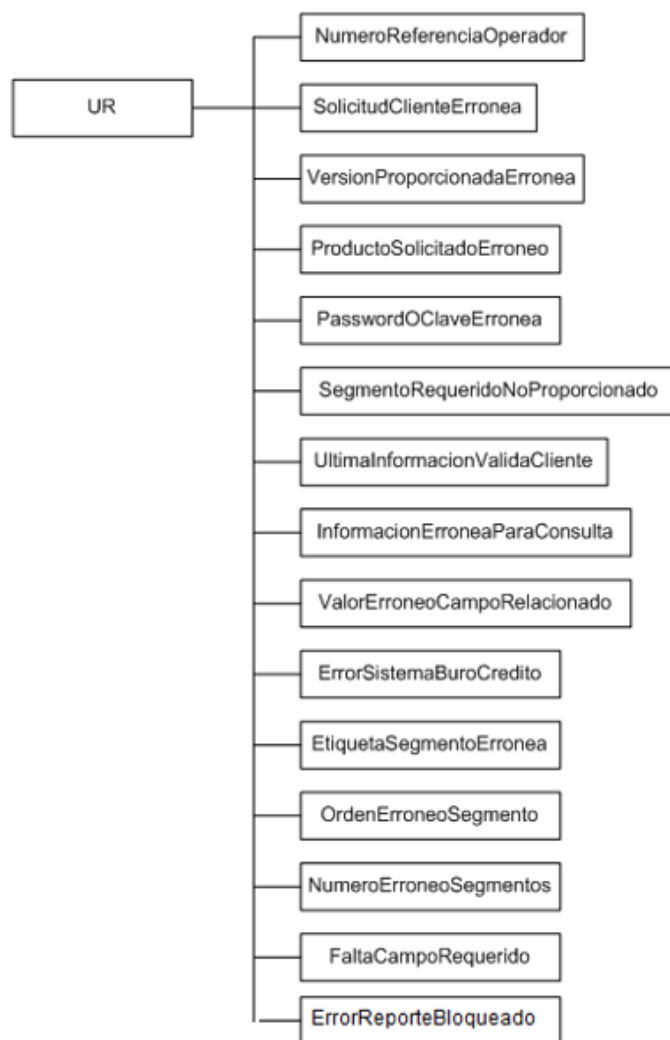 NumeroReferenciaOperador
UR
SolicitudClienteErronea
VersionProporcionadaErronea
ProductoSolicitadoErroneo
PasswordOClaveErronea
SegmentoRequeridoNoProporcionado
UltimaInformacionValidaCliente
InformacionErroneaParaConsulta
ValorErroneoCampoRelacionado
ErrorSistemaBuroCredito
EtiquetaSegmentoErronea
OrdenErroneoSegmento
NumeroErroneoSegmentos
FaltaCampoRequerido
ErrorReporteBloqueado